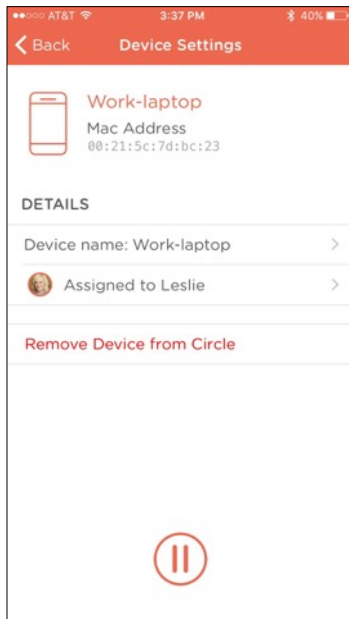 AT&T 3:37 PM 40%
Back Device Settings
Work-laptop
Mac Address
00:21:5c:7d:bc:23
DETAILS
Device name: Work-laptop
Assigned to Leslie
Remove Device from Circle